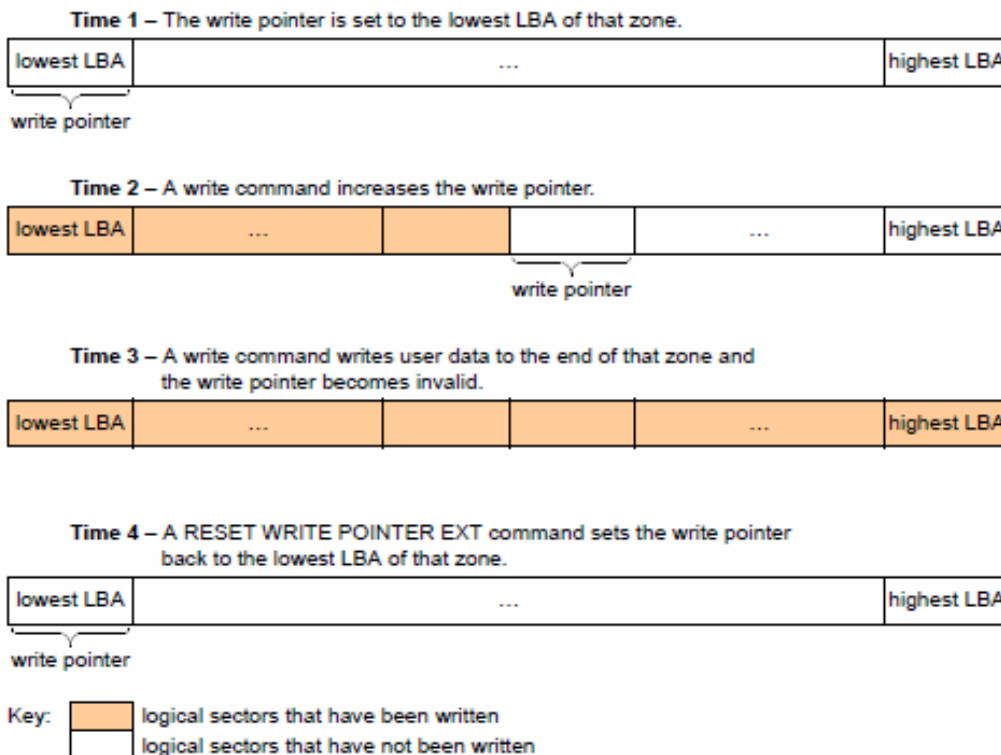 Time 1 – The write pointer is set to the lowest LBA of that zone.
lowest LBA ... highest LBA
write pointer
Time 2 – A write command increases the write pointer.
lowest LBA ... ... highest LBA
write pointer
Time 3 – A write command writes user data to the end of that zone and
the write pointer becomes invalid.
lowest LBA ... ... highest LBA
Time 4 – A RESET WRITE POINTER EXT command sets the write pointer
back to the lowest LBA of that zone.
lowest LBA ... highest LBA
write pointer
Key: logical sectors that have been written
logical sectors that have not been written